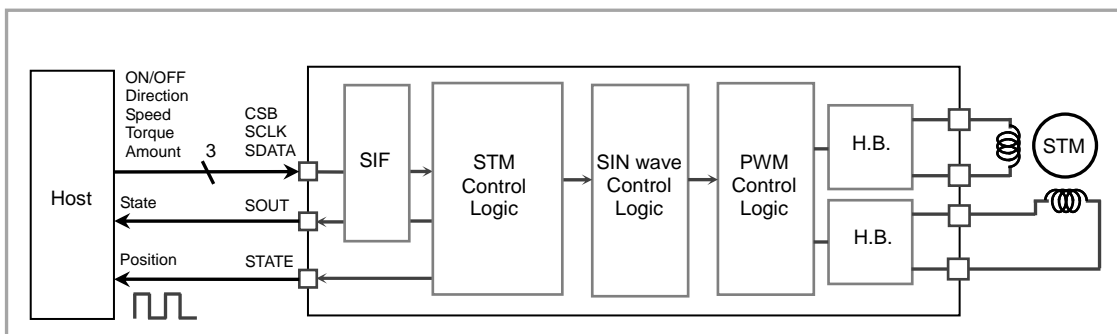 ON/OFF
Direction
Speed
Torque
Amount
3
CSB
SCLK
SDATA
Host
State
SOUT
Position
STATE
SIF
STM
Control
Logic
SIN wave
Control
Logic
PWM
Control
Logic
H.B.
H.B.
STM